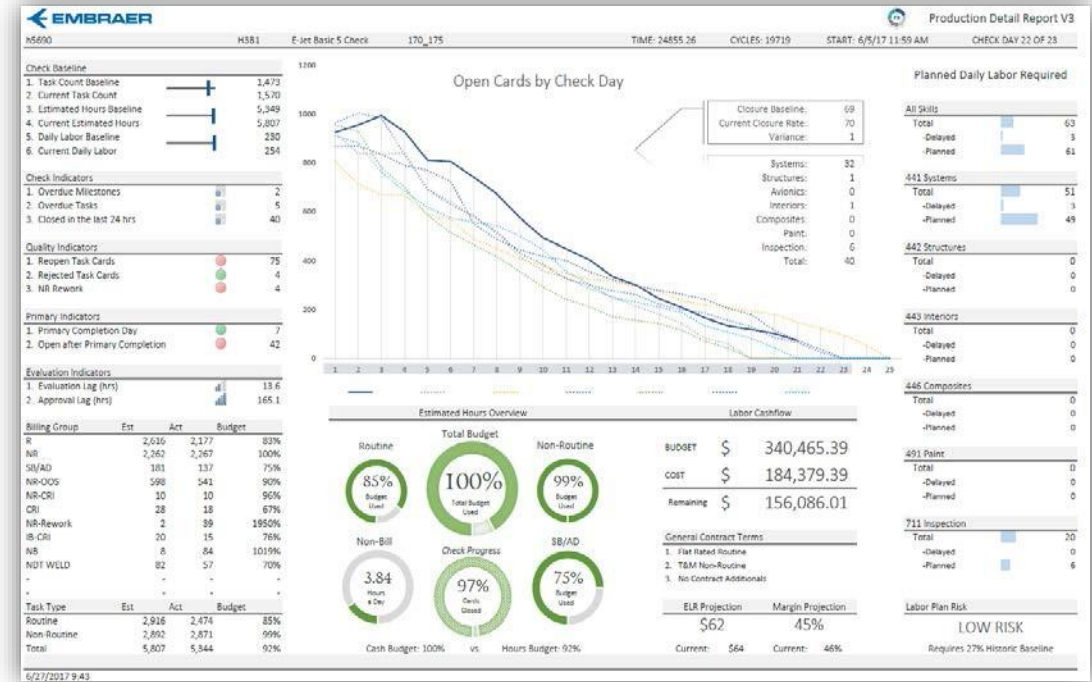 EMBRAER
Production Detail Report V3
h5690 H3B1 E-Jet Basic 5 Check 170_175 TIME: 24855.26 CYCLES: 19719 START: 6/5/17 11:59 AM CHECK DAY 22 OF 23
Check Baseline
1. Task Count Baseline 1,473
2. Current Task Count 1,570
3. Estimated Hours Baseline 5,349
4. Current Estimated Hours 5,807
5. Daily Labor Baseline 230
6. Current Daily Labor 254
Check Indicators
1. Overdue Milestones 2
2. Overdue Tasks 5
3. Closed in the last 24 hrs 40
Quality Indicators
1. Reopen Task Cards 75
2. Rejected Task Cards 4
3. NR Rework 4
Primary Indicators
1. Primary Completion Day 7
2. Open after Primary Completion 42
Evaluation Indicators
1. Evaluation Lag (hrs) 13.6
2. Approval Lag (hrs) 165.1
Billing Group Est Act Budget
R 2,616 2,177 83%
NR 2,262 2,267 100%
SB/AD 181 137 75%
NR-OOS 598 541 90%
NR-CRI 10 10 96%
CRI 28 18 67%
NR-Rework 2 39 1950%
IB-CRI 20 15 76%
NB 8 84 1019%
NDT WELD 82 57 70%
- - - -
- - - -
Task Type Est Act Budget
Routine 2,916 2,474 85%
Non-Routine 2,892 2,871 99%
Total 5,807 5,344 92%
6/27/2017 9:43
Open Cards by Check Day
1200
1000
800
600
400
200
0
1 2 3 4 5 6 7 8 9 10 11 12 13 14 15 16 17 18 19 20 21 22 23 24 25
Closure Baseline: 69
Current Closure Rate: 70
Variance: 1
Systems: 32
Structures: 1
Avionics: 0
Interiors: 1
Composites: 0
Paint: 0
Inspection: 6
Total: 40
Estimated Hours Overview
Routine
85%
Budget
Used
Total Budget
100%
Total Budget
Used
Non-Routine
99%
Budget
Used
Non-Bill
3.84
Hours
a Day
Check Progress
97%
Cards
Closed
SB/AD
75%
Budget
Used
Cash Budget: 100% vs Hours Budget: 92%
Labor Cashflow
BUDGET $ 340,465.39
COST $ 184,379.39
Remaining $ 156,086.01
General Contract Terms
1. Flat Rated Routine
2. T&M Non-Routine
3. No Contract Additionals
ELR Projection Margin Projection
$62 45%
Current: $64 Current: 46%
Planned Daily Labor Required
All Skills
Total 63
-Delayed 3
-Planned 61
441 Systems
Total 51
-Delayed 3
-Planned 49
442 Structures
Total 0
-Delayed 0
-Planned 0
443 Interiors
Total 0
-Delayed 0
-Planned 0
446 Composites
Total 0
-Delayed 0
-Planned 0
491 Paint
Total 0
-Delayed 0
-Planned 0
711 Inspection
Total 20
-Delayed 0
-Planned 6
Labor Plan Risk
LOW RISK
Requires 27% Historic Baseline